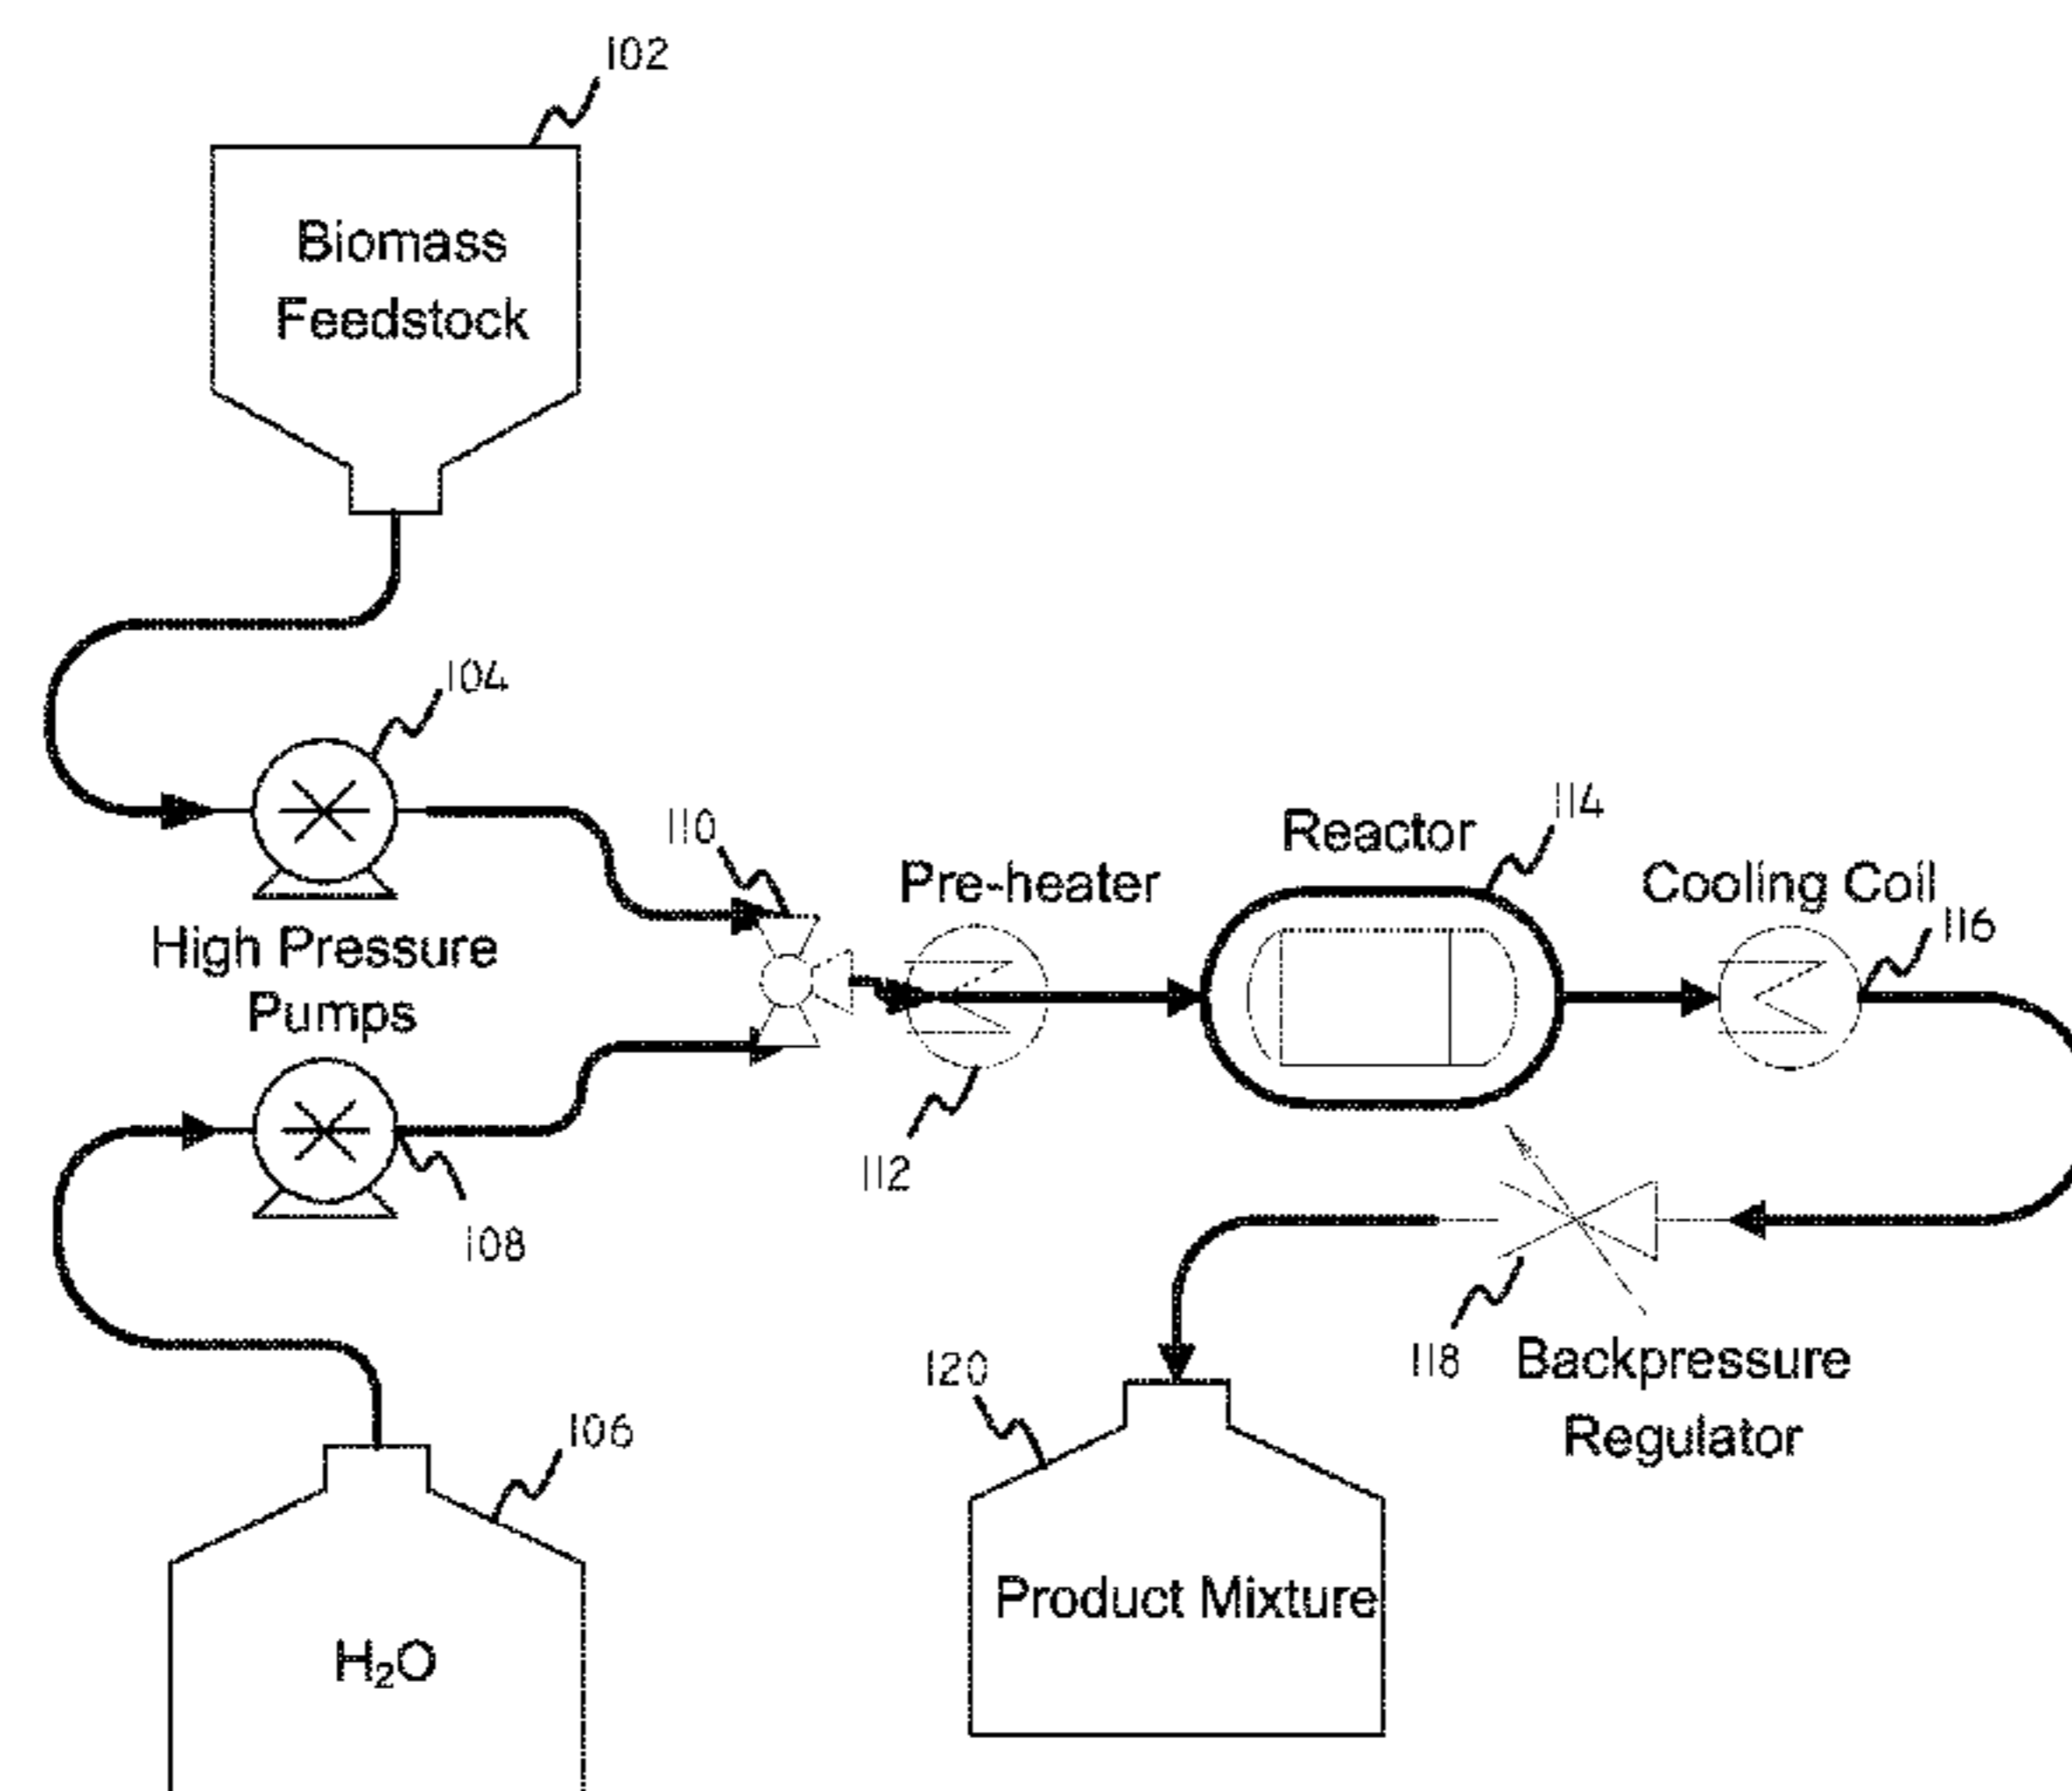 102
Biomass
Feedstock
104
High Pressure
Pumps
110
Pre-heater
Reactor
114
Cooling Coil
116
112
108
118
Backpressure
Regulator
120
106
Product Mixture
H₂O